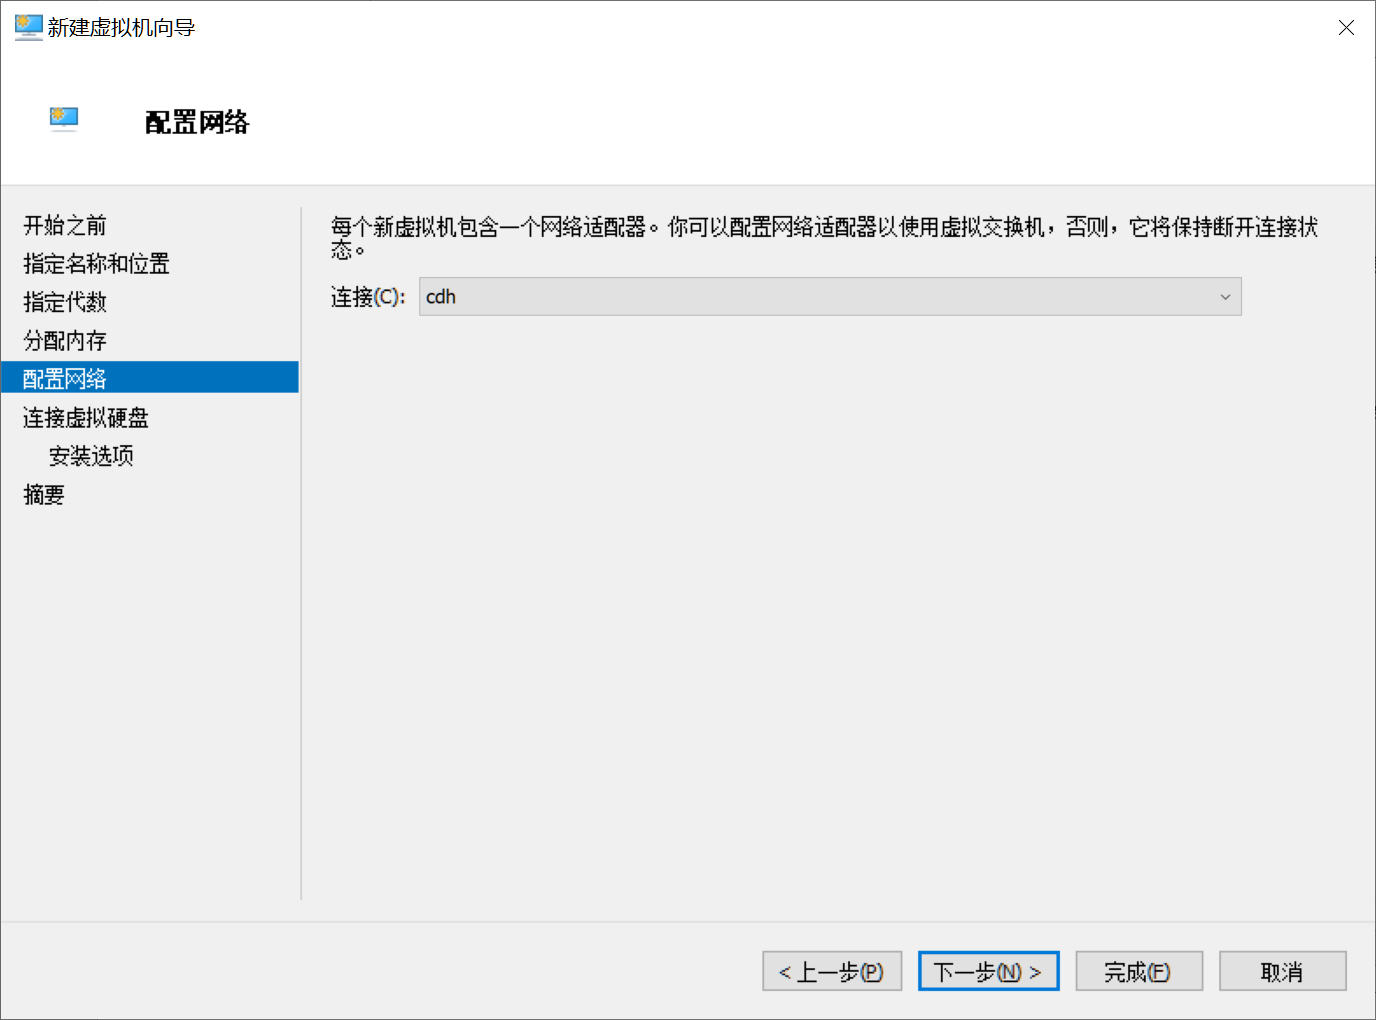 新建虚拟机向导
配置网络
开始之前
指定名称和位置
指定代数
分配内存
配置网络
连接虚拟硬盘
安装选项
摘要
每个新虚拟机包含一个网络适配器。你可以配置网络适配器以使用虚拟交换机，否则，它将保持断开连接状
态。
连接(C): cdh
< 上一步(P) 下一步(N) > 完成(F) 取消